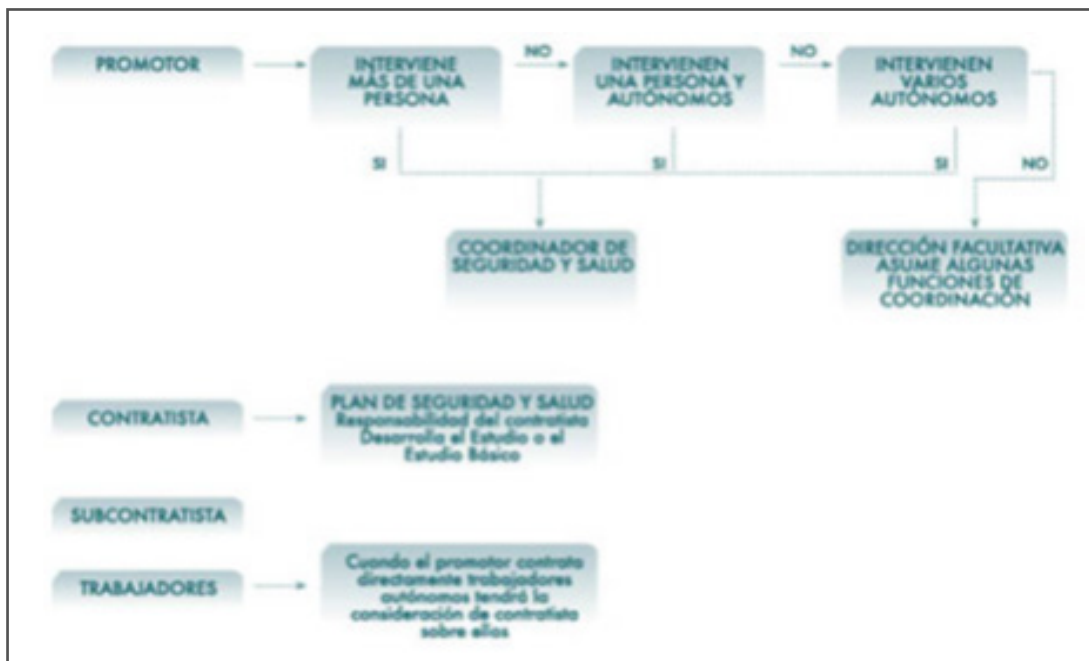 PROMOTOR
INTERVIENE
MÁS DE UNA
PERSONA
NO
INTERVIENEN
UNA PERSONA Y
AUTÓNOMOS
NO
INTERVIENEN
VARIOS
AUTÓNOMOS
SI
SI
SI
NO
COORDINADOR DE
SEGURIDAD Y SALUD
DIRECCIÓN FACULTATIVA
ASUME ALGUNAS
FUNCIONES DE
COORDINACIÓN
CONTRATISTA
PLAN DE SEGURIDAD Y SALUD
Responsabilidad del contratista
Desarrolla el Estudio o el
Estudio Básico
SUBCONTRATISTA
TRABAJADORES
Cuando el promotor contrata
directamente trabajadores
autónomos tendrá la
consideración de contratista
sobre ellos